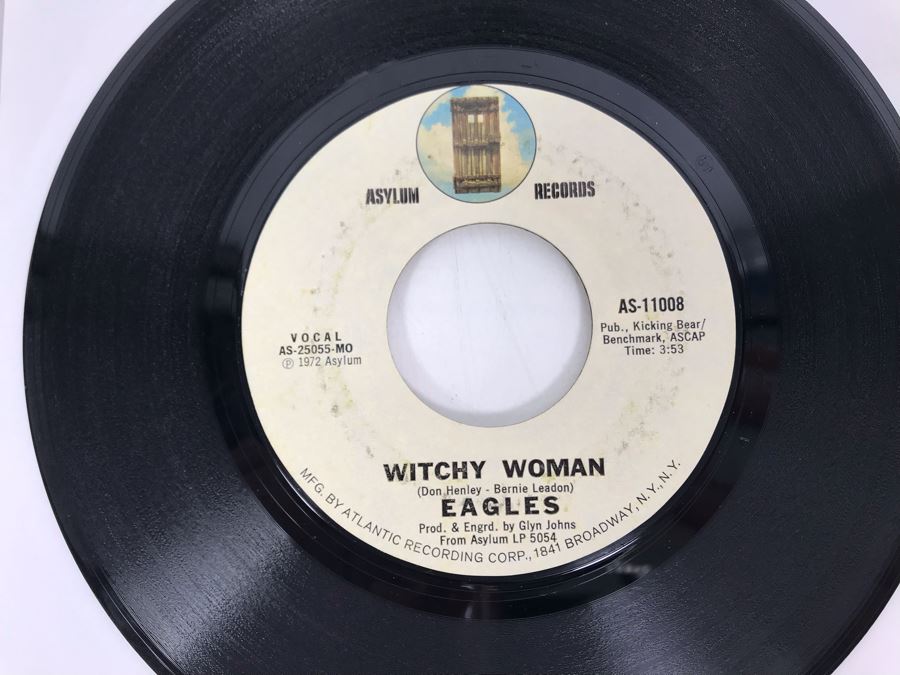 ASYLUM RECORDS
AS-11008
Pub., Kicking Bear/
Benchmark, ASCAP
Time: 3:53
VOCAL
AS-25055-MO
℗ 1972 Asylum
WITCHY WOMAN
(Don Henley - Bernie Leadon)
EAGLES
Prod. & Engrd. by Glyn Johns
From Asylum LP 5054
MFG. BY ATLANTIC RECORDING CORP., 1841 BROADWAY, N.Y., N.Y.